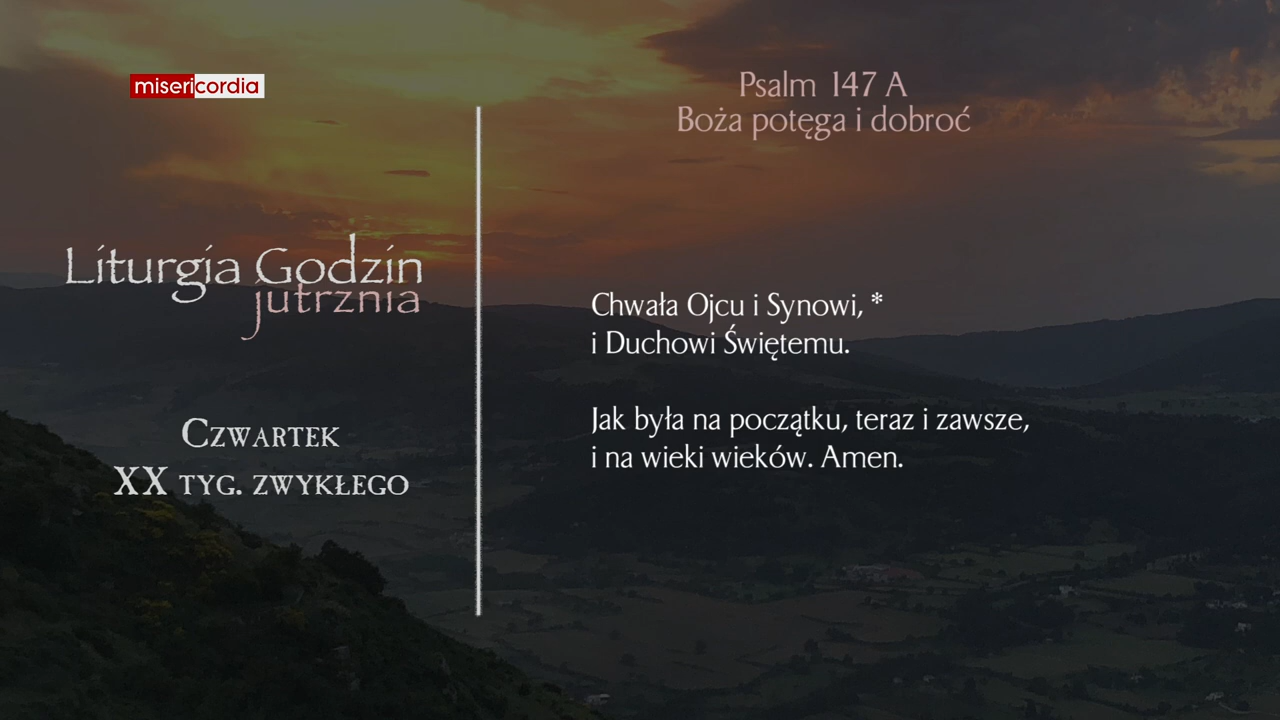 misericordia
Psalm 147 A
Boża potęga i dobroć
Liturgia Godzin
jutrznia
Czwartek
XX tyg. zwykłego
Chwała Ojcu i Synowi, *
i Duchowi Świętemu.
Jak była na początku, teraz i zawsze,
i na wieki wieków. Amen.